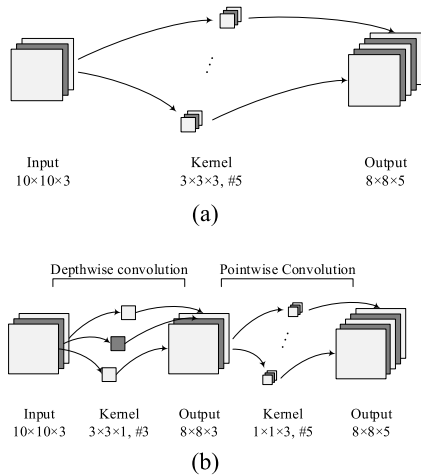 Input Kernel Output
10×10×3 3×3×3, #5 8×8×5
(a)
Depthwise convolution Pointwise Convolution
Input Kernel Output Kernel Output
10×10×3 3×3×1, #3 8×8×3 1×1×3, #5 8×8×5
(b)